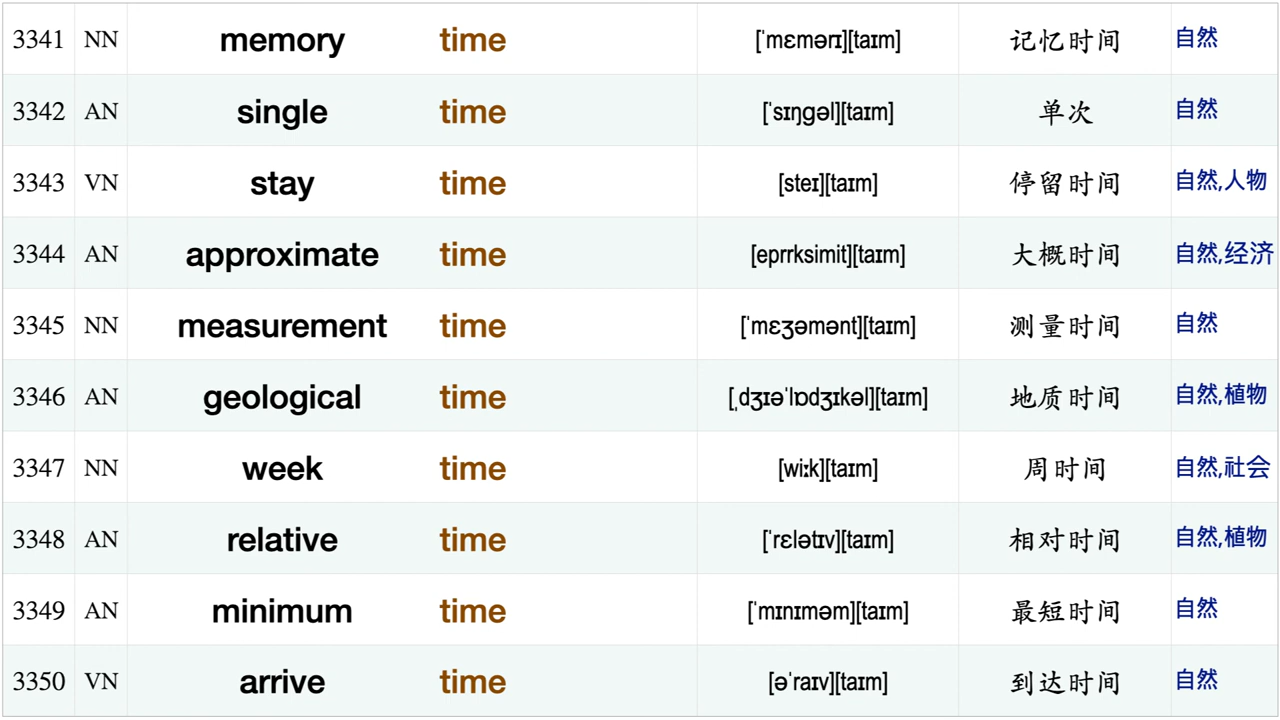 3341 NN memory time [ˈmɛmərɪ][taɪm] 记忆时间 自然
3342 AN single time [ˈsɪŋgəl][taɪm] 单次 自然
3343 VN stay time [steɪ][taɪm] 停留时间 自然,人物
3344 AN approximate time [eprrksimit][taɪm] 大概时间 自然,经济
3345 NN measurement time [ˈmɛʒəmənt][taɪm] 测量时间 自然
3346 AN geological time [ˌdʒɪəˈlɒdʒɪkəl][taɪm] 地质时间 自然,植物
3347 NN week time [wiːk][taɪm] 周时间 自然,社会
3348 AN relative time [ˈrɛlətɪv][taɪm] 相对时间 自然,植物
3349 AN minimum time [ˈmɪnɪməm][taɪm] 最短时间 自然
3350 VN arrive time [əˈraɪv][taɪm] 到达时间 自然